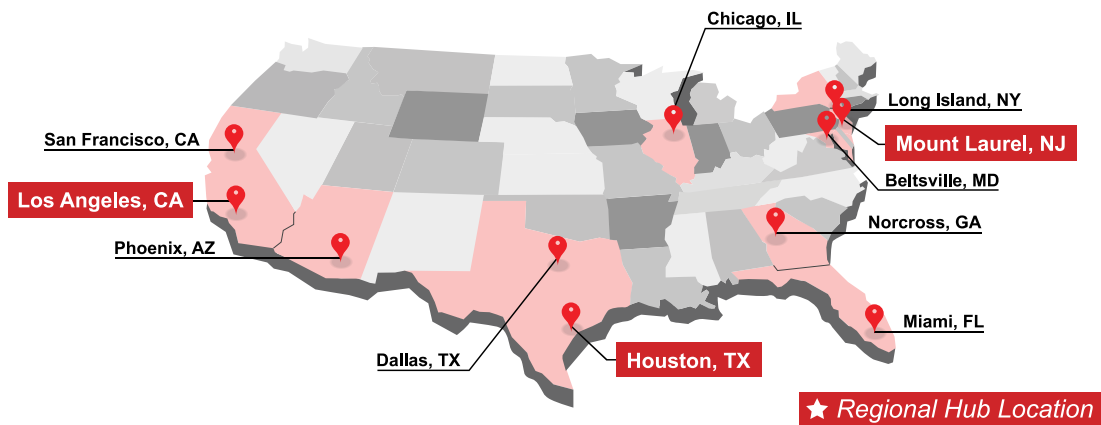 Chicago, IL
Long Island, NY
San Francisco, CA
Mount Laurel, NJ
Beltsville, MD
Los Angeles, CA
Norcross, GA
Phoenix, AZ
Miami, FL
Dallas, TX
Houston, TX
Regional Hub Location